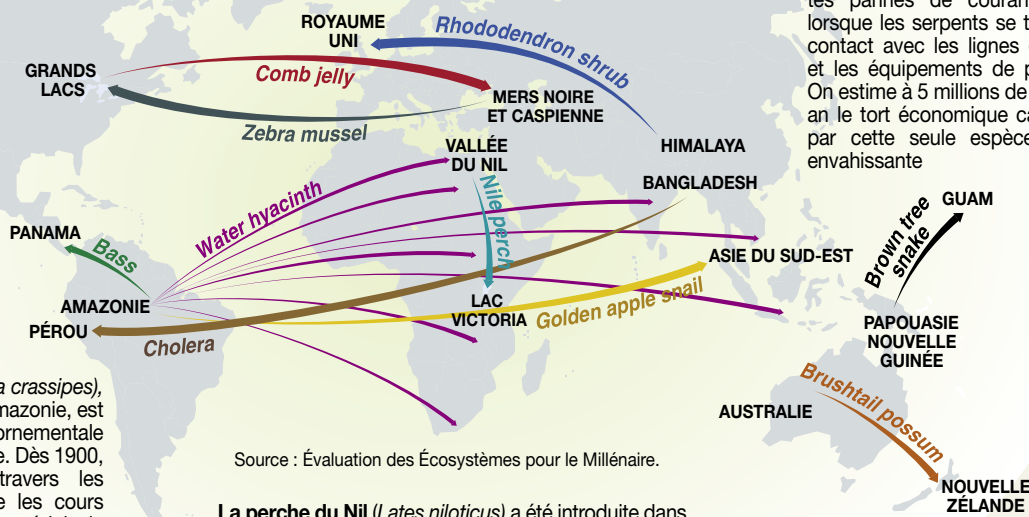 tes pannes de courant
lorsque les serpents se t
contact avec les lignes
et les équipements de p
On estime à 5 millions de
an le tort économique ca
par cette seule espèce
envahissante
ROYAUME
UNI
Rhododendron shrub
GRANDS
LACS
Comb jelly
MERS NOIRE
ET CASPIENNE
Zebra mussel
VALLÉE
DU NIL
HIMALAYA
BANGLADESH
Water hyacinth
Nile perch
Brown tree
snake
GUAM
PANAMA
Bass
ASIE DU SUD-EST
AMAZONIE
LAC
VICTORIA
Golden apple snail
PÉROU
Cholera
PAPOUASIE
NOUVELLE
GUINÉE
Brushtail possum
AUSTRALIE
NOUVELLE
ZÉLANDE
a crassipes),
mazonie, est
ornementale
e. Dès 1900,
travers les
e les cours
Source : Évaluation des Écosystèmes pour le Millénaire.
La perche du Nil (Lates niloticus) a été introduite dans